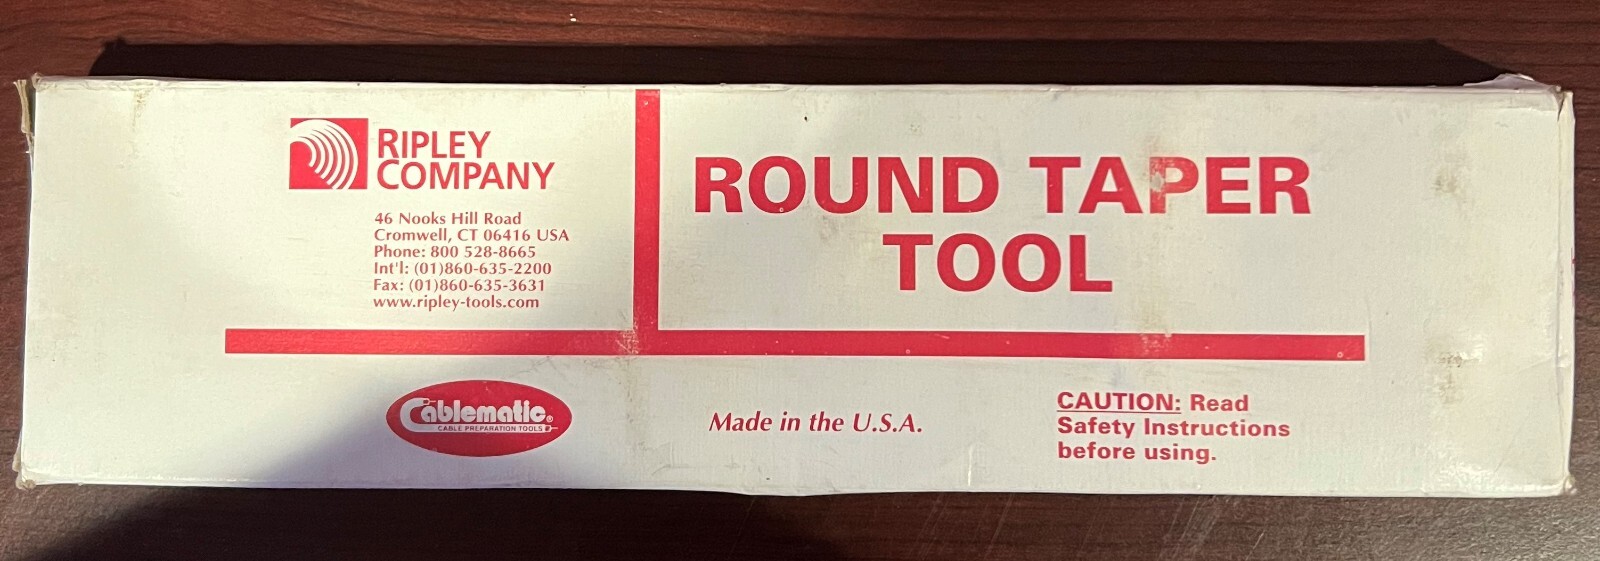 RIPLEY
COMPANY
46 Nooks Hill Road
Cromwell, CT 06416 USA
Phone: 800 528-8665
Int'l: (01)860-635-2200
Fax: (01)860-635-3631
www.ripley-tools.com
ROUND TAPER
TOOL
Cablematic®
CABLE PREPARATION TOOLS
Made in the U.S.A.
CAUTION: Read
Safety Instructions
before using.